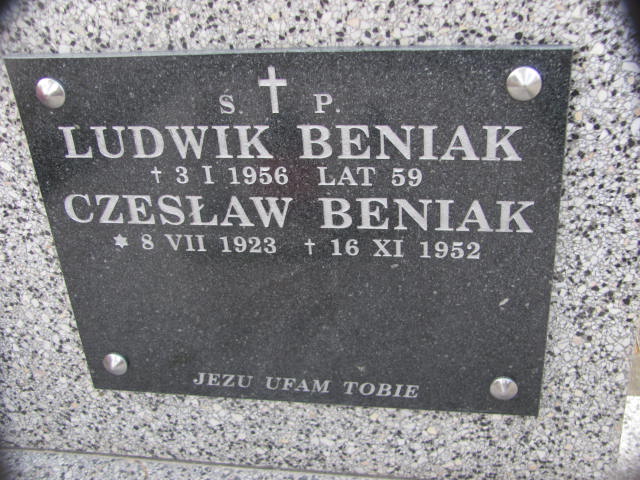 Ś. P.
LUDWIK BENIAK
† 3 I 1956 LAT 59
CZESŁAW BENIAK
* 8 VII 1923 † 16 XI 1952
JEZU UFAM TOBIE